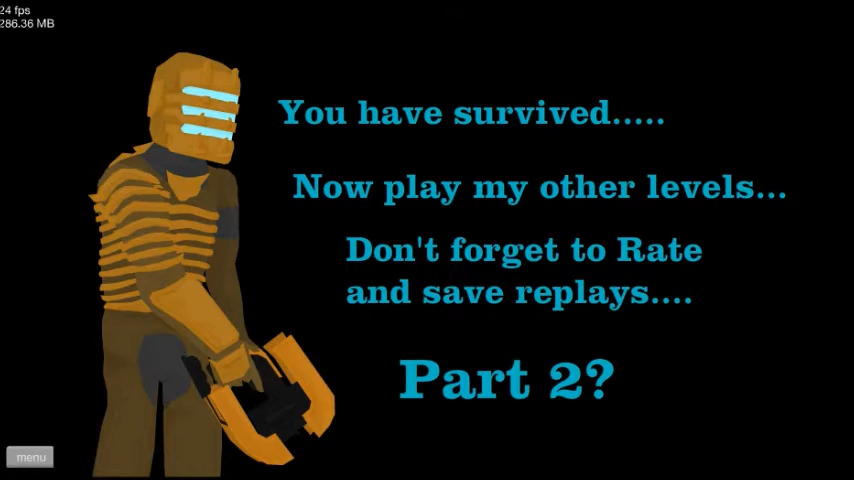 24 fps
286.36 MB
You have survived.....
Now play my other levels...
Don't forget to Rate
and save replays....
Part 2?
menu